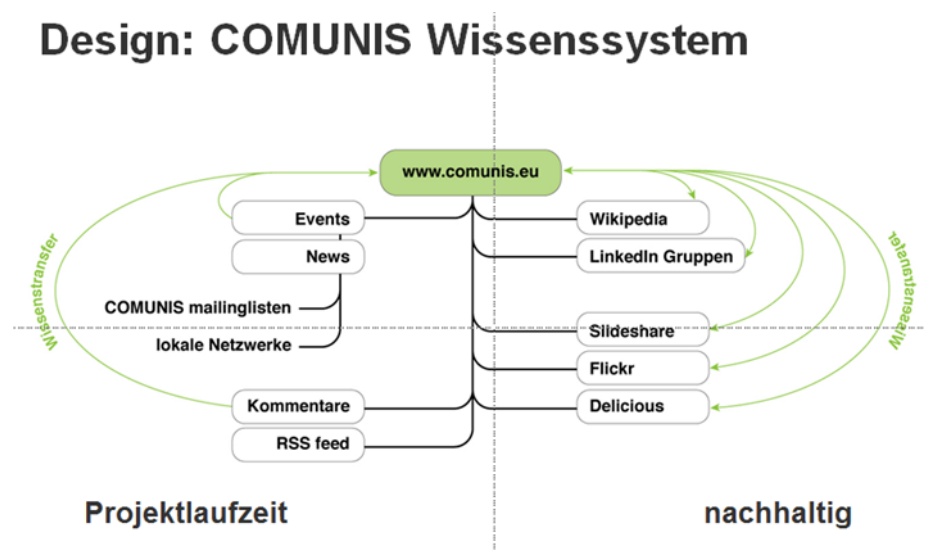 Design: COMUNIS Wissenssystem
www.comunis.eu
Events
News
COMUNIS mailinglisten
lokale Netzwerke
Kommentare
RSS feed
Wikipedia
LinkedIn Gruppen
Sildeshare
Flickr
Delicious
Wissenstransfer
Wissenstransfer
Projektlaufzeit
nachhaltig